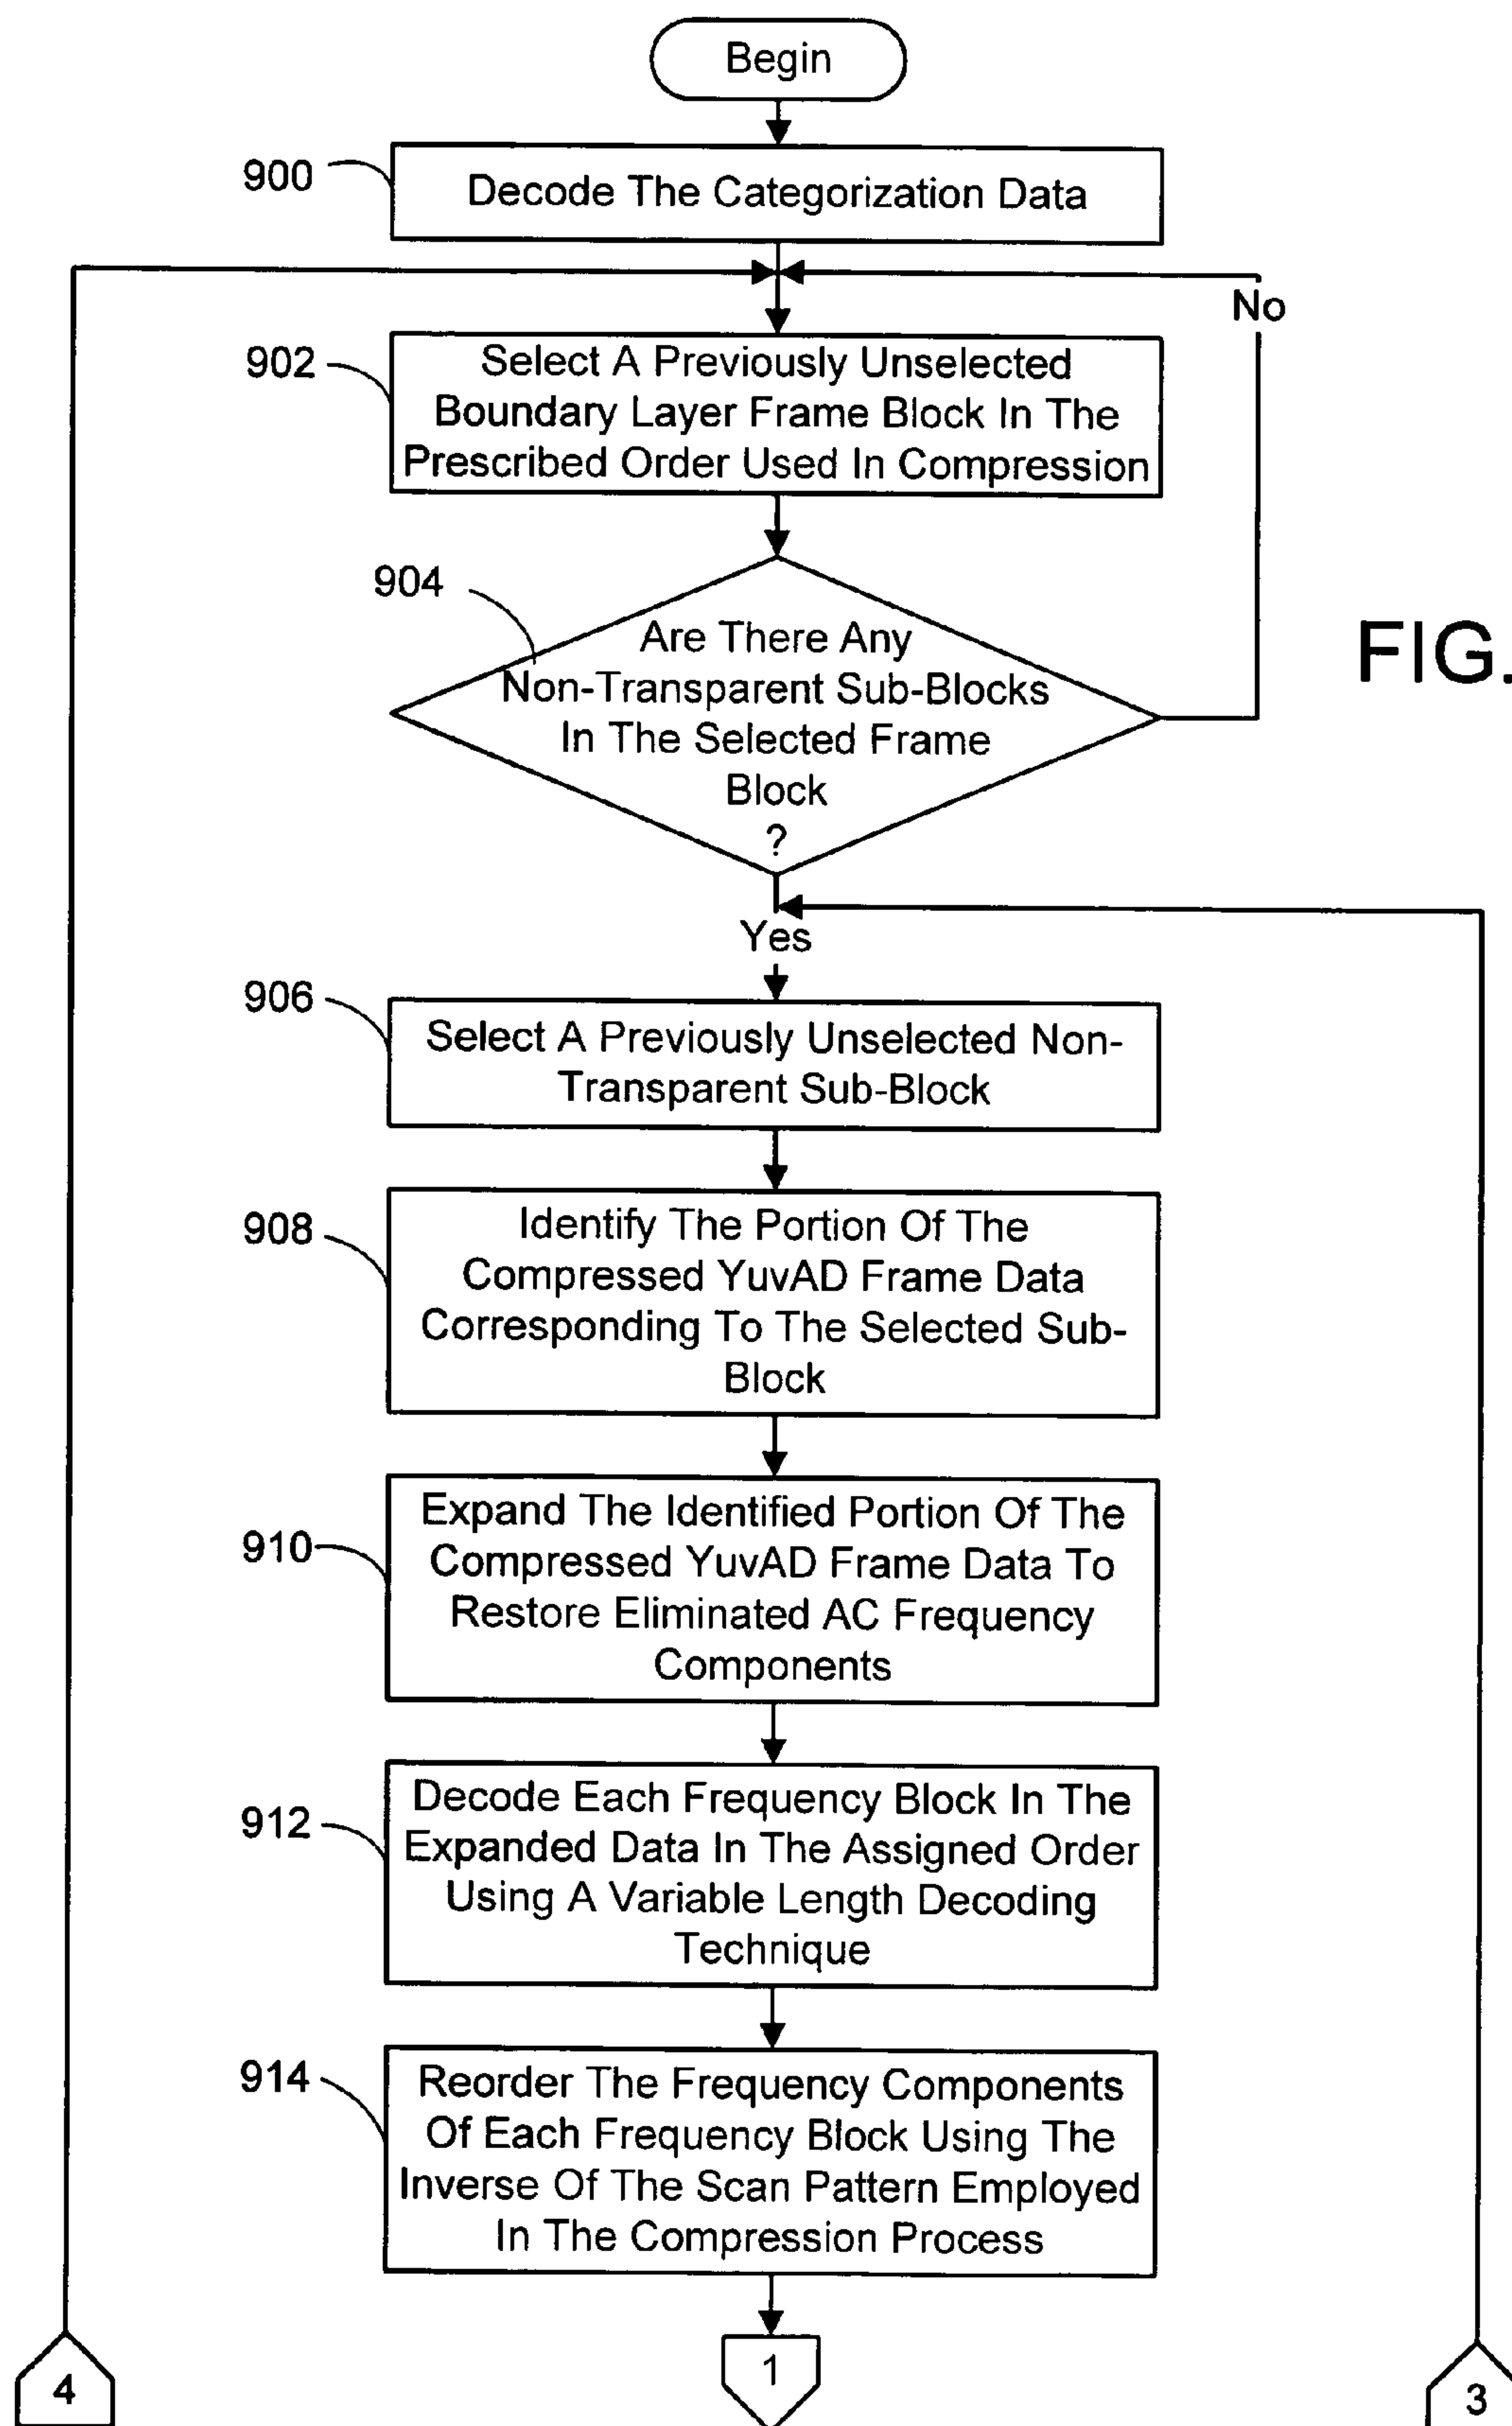 Begin
900
Decode The Categorization Data
No
902
Select A Previously Unselected
Boundary Layer Frame Block In The
Prescribed Order Used In Compression
904
Are There Any
Non-Transparent Sub-Blocks
In The Selected Frame
Block
?
FIG.
Yes
906
Select A Previously Unselected Non-
Transparent Sub-Block
908
Identify The Portion Of The
Compressed YuvAD Frame Data
Corresponding To The Selected Sub-
Block
910
Expand The Identified Portion Of The
Compressed YuvAD Frame Data To
Restore Eliminated AC Frequency
Components
912
Decode Each Frequency Block In The
Expanded Data In The Assigned Order
Using A Variable Length Decoding
Technique
914
Reorder The Frequency Components
Of Each Frequency Block Using The
Inverse Of The Scan Pattern Employed
In The Compression Process
4
1
3